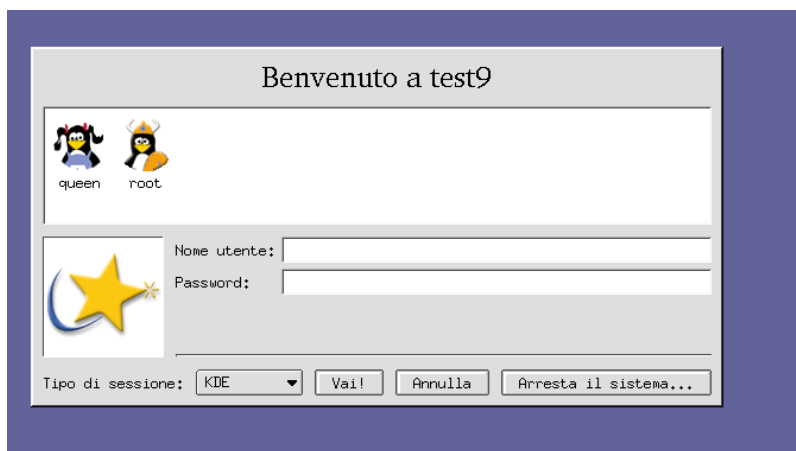 Benvenuto a test9
queen root
Nome utente:
Password:
Tipo di sessione: KDE Vai! Annulla Arresta il sistema...